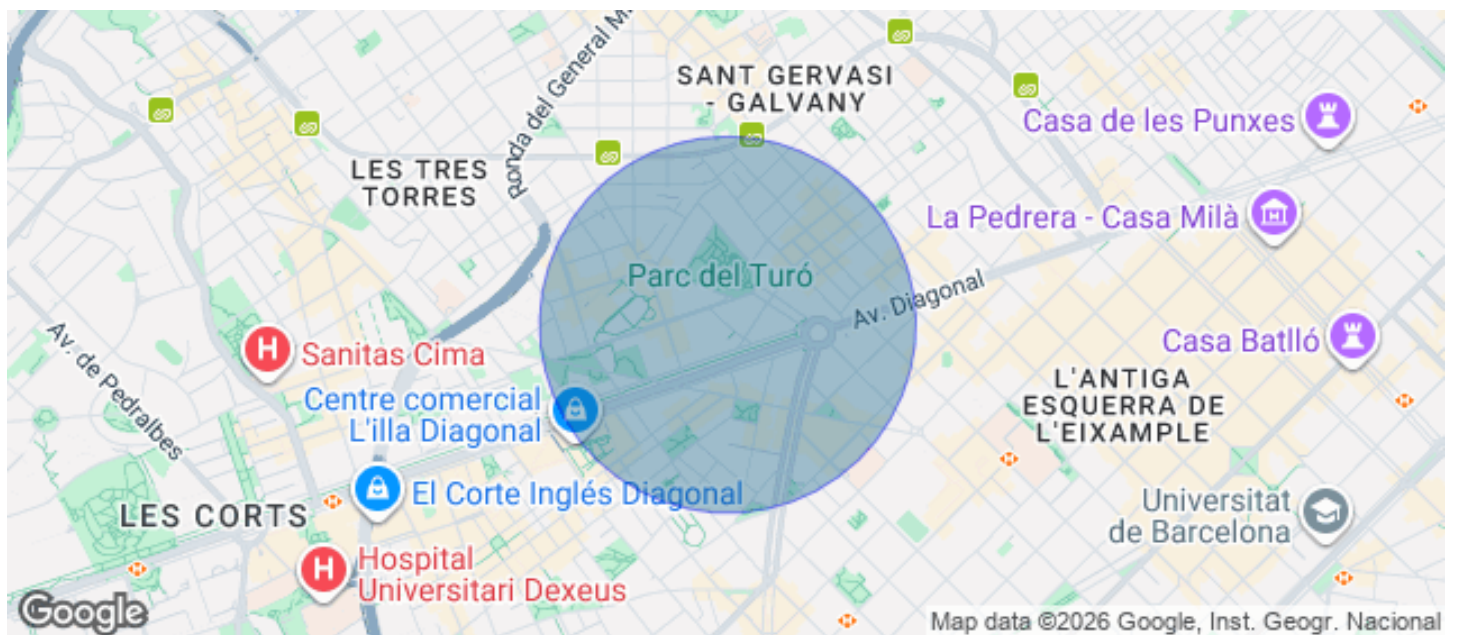 SANT GERVASI
- GALVANY
Casa de les Punxes
Ronda del General M
LES TRES
TORRES
La Pedrera - Casa Milà
Parc del Turó
Av. Diagonal
Av. de Pedralbes
Sanitas Cima
Casa Batlló
Centre comercial
L'illa Diagonal
L'ANTIGA
ESQUERRA DE
L'EIXAMPLE
El Corte Inglés Diagonal
LES CORTS
Universitat
de Barcelona
Hospital
Universitari Dexeus
Google
Map data ©2026 Google, Inst. Geogr. Nacional